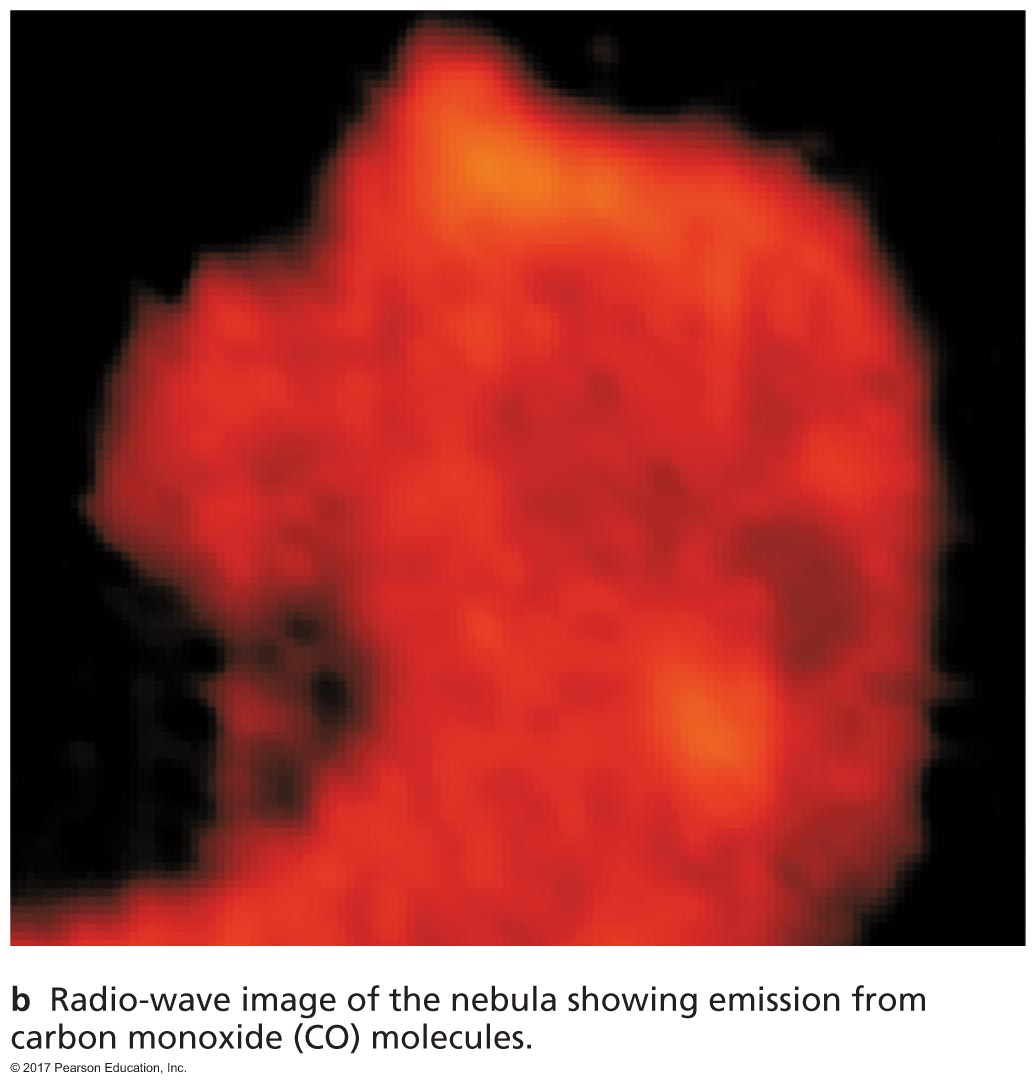 b Radio-wave image of the nebula showing emission from
carbon monoxide (CO) molecules.
© 2017 Pearson Education, Inc.